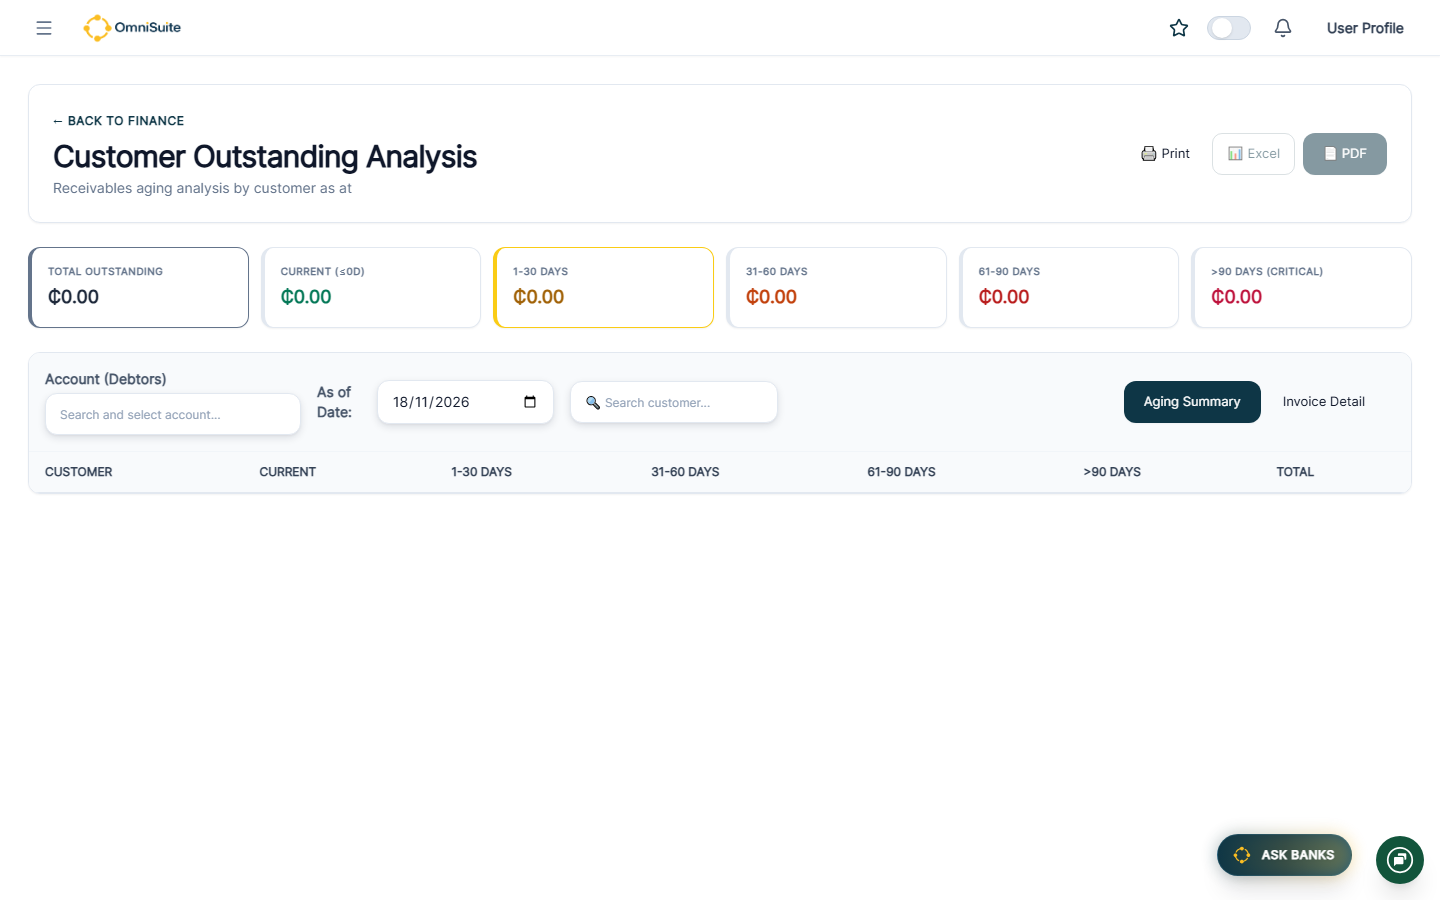 OmniSuite
User Profile
← BACK TO FINANCE
Customer Outstanding Analysis
Receivables aging analysis by customer as at
Print
Excel
PDF
TOTAL OUTSTANDING
₵0.00
CURRENT (≤0D)
₵0.00
1-30 DAYS
₵0.00
31-60 DAYS
₵0.00
61-90 DAYS
₵0.00
>90 DAYS (CRITICAL)
₵0.00
Account (Debtors)
Search and select account...
As of
Date:
18/11/2026
Search customer...
Aging Summary
Invoice Detail
CUSTOMER CURRENT 1-30 DAYS 31-60 DAYS 61-90 DAYS >90 DAYS TOTAL
ASK BANKS